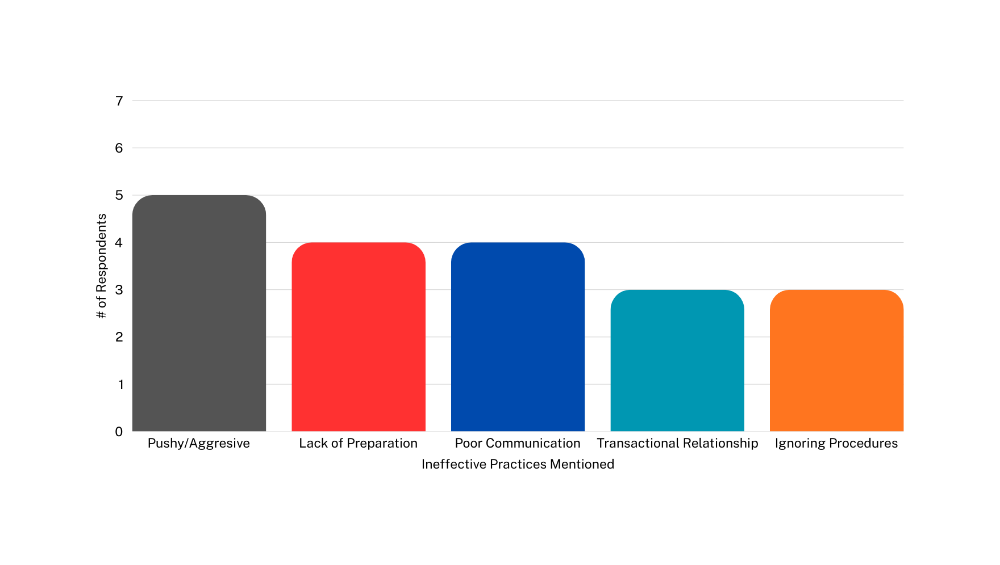 7
6
5
4
3
2
1
0
# of Respondents
Pushy/Aggresive
Lack of Preparation
Poor Communication
Transactional Relationship
Ignoring Procedures
Ineffective Practices Mentioned